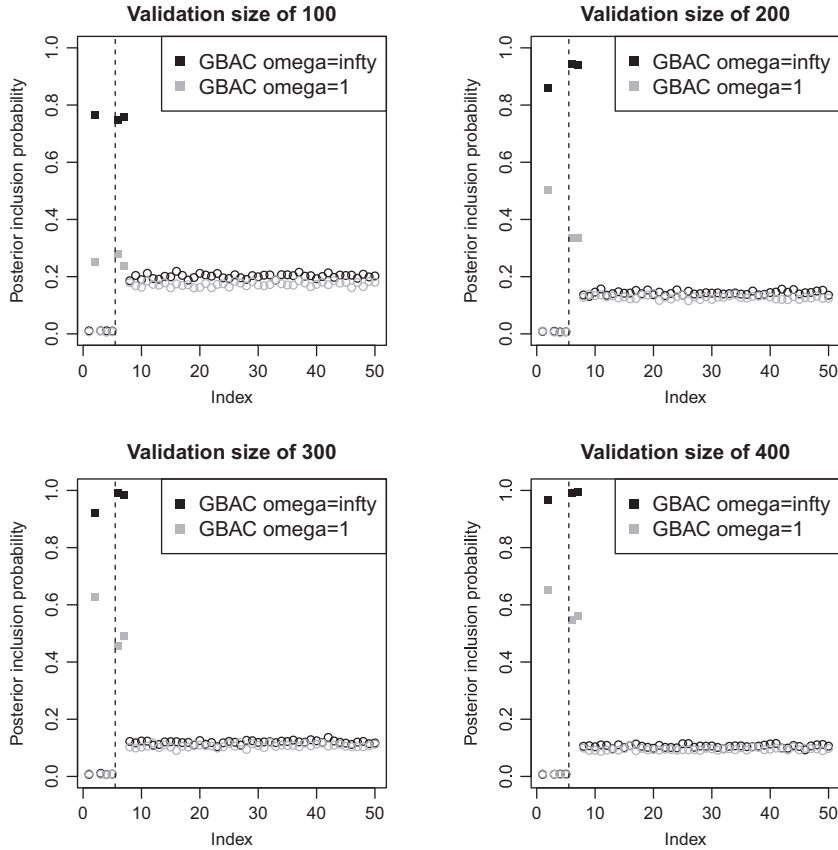 Validation size of 100
Posterior inclusion probability
1.0
0.8
0.6
0.4
0.2
0.0
GBAC omega=infty
GBAC omega=1
0 10 20 30 40 50
Index
Validation size of 200
Posterior inclusion probability
1.0
0.8
0.6
0.4
0.2
0.0
GBAC omega=infty
GBAC omega=1
0 10 20 30 40 50
Index
Validation size of 300
Posterior inclusion probability
1.0
0.8
0.6
0.4
0.2
0.0
GBAC omega=infty
GBAC omega=1
0 10 20 30 40 50
Index
Validation size of 400
Posterior inclusion probability
1.0
0.8
0.6
0.4
0.2
0.0
GBAC omega=infty
GBAC omega=1
0 10 20 30 40 50
Index